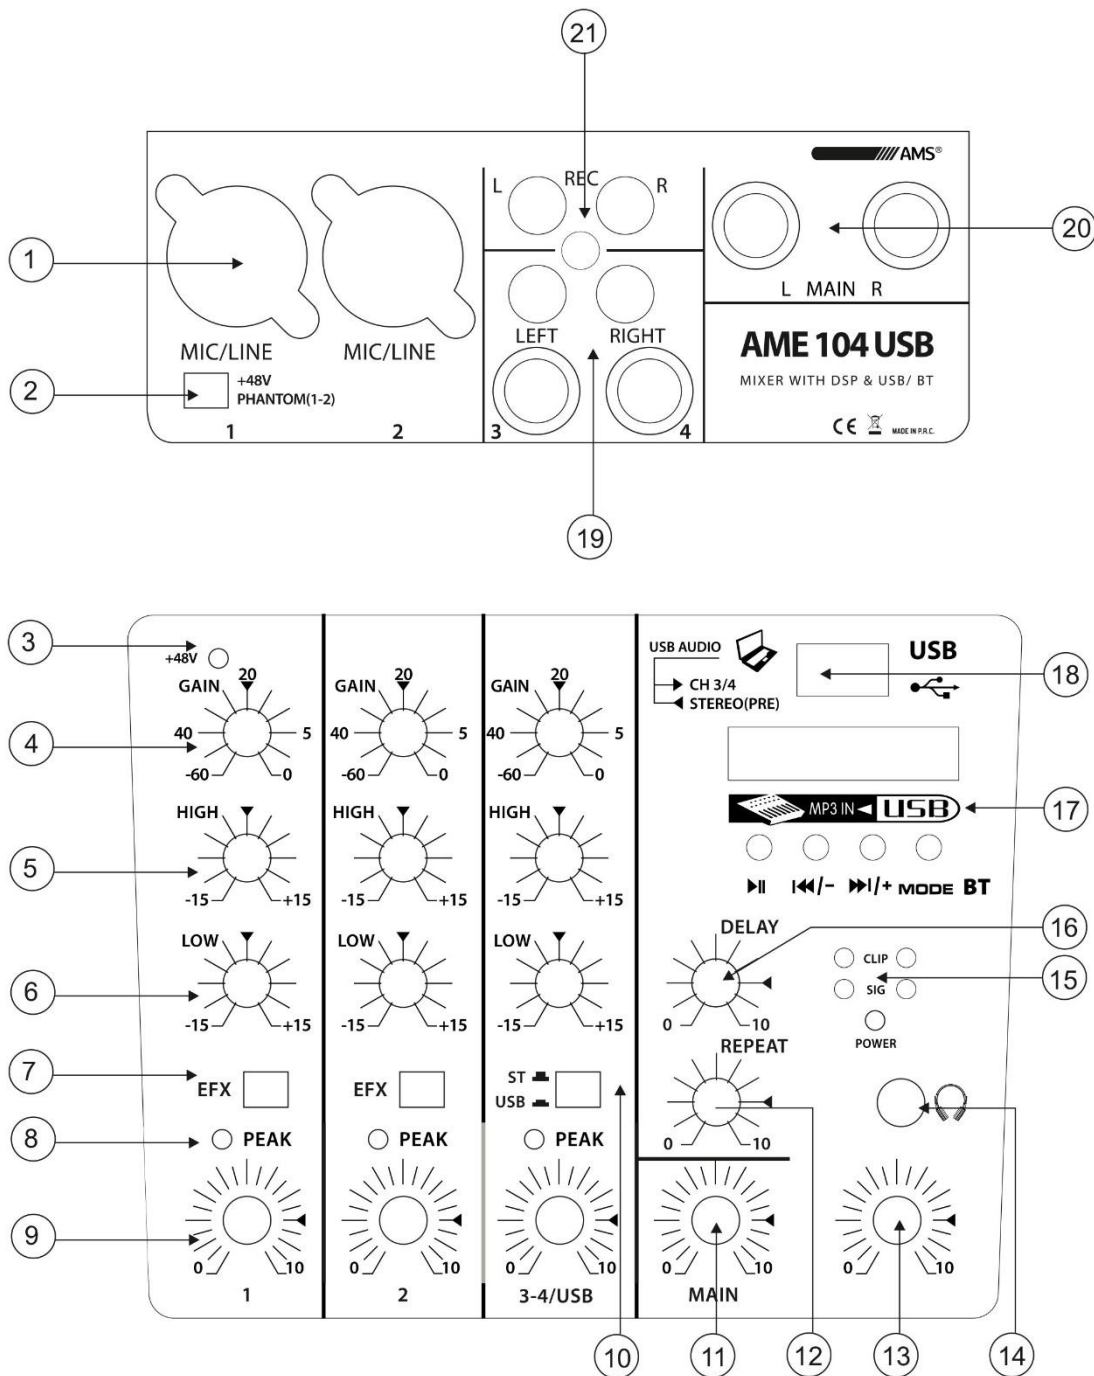 21
AMS®
L REC R
1
20
L MAIN R
MIC/LINE MIC/LINE LEFT RIGHT
AME 104 USB
2
+48V
PHANTOM(1-2)
MIXER WITH DSP & USB/ BT
1 2 3 4
CE MADE IN P.R.C.
19
3
+48V
USB AUDIO
CH 3/4
STEREO(PRE)
USB
18
GAIN 20 GAIN 20 GAIN 20
4
40 5 40 5 40 5
-60 0 -60 0 -60 0
MP3 IN USB
17
HIGH HIGH HIGH
5
-15 +15 -15 +15 -15 +15
/- /+ MODE BT
DELAY
16
LOW LOW LOW
CLIP
15
6
SIG
-15 +15 -15 +15 -15 +15
0 10
POWER
REPEAT
7
EFX EFX ST
USB
8
PEAK PEAK PEAK
0 10
9
0 10 0 10 0 10 0 10 0 10
1 2 3-4/USB MAIN
10 11 12 13 14